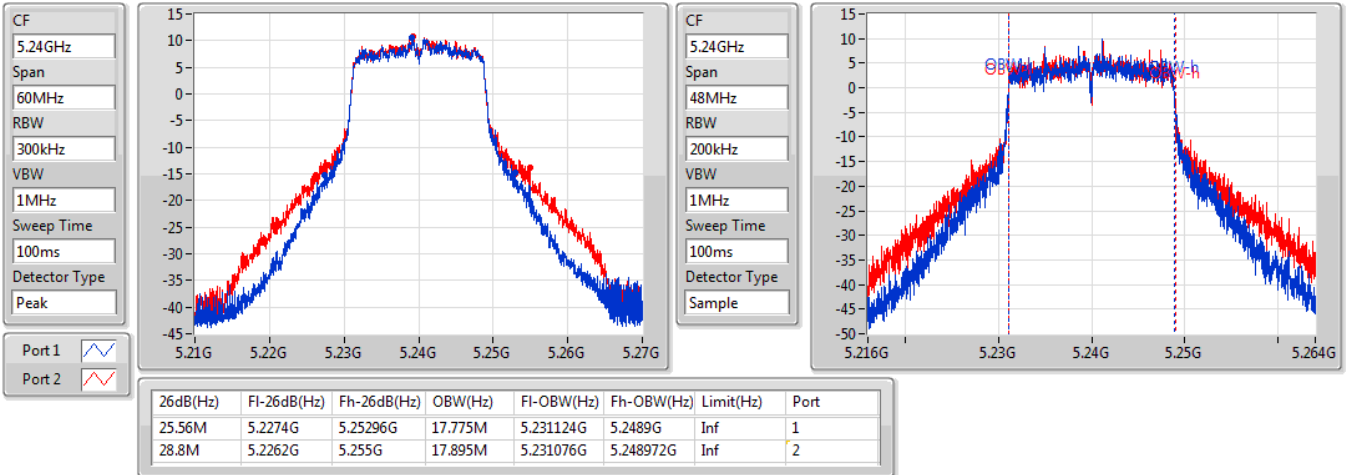 CF
5.24GHz
Span
60MHz
RBW
300kHz
VBW
1MHz
Sweep Time
100ms
Detector Type
Peak
Port 1
Port 2
15
10
5
0
-5
-10
-15
-20
-25
-30
-35
-40
-45
5.21G 5.22G 5.23G 5.24G 5.25G 5.26G 5.27G
CF
5.24GHz
Span
48MHz
RBW
200kHz
VBW
1MHz
Sweep Time
100ms
Detector Type
Sample
15
10
5
0
-5
-10
-15
-20
-25
-30
-35
-40
-45
-50
5.216G 5.23G 5.24G 5.25G 5.264G
26dB(Hz) Fl-26dB(Hz) Fh-26dB(Hz) OBW(Hz) Fl-OBW(Hz) Fh-OBW(Hz) Limit(Hz) Port
25.56M 5.2274G 5.25296G 17.775M 5.231124G 5.2489G Inf 1
28.8M 5.2262G 5.255G 17.895M 5.231076G 5.248972G Inf 2